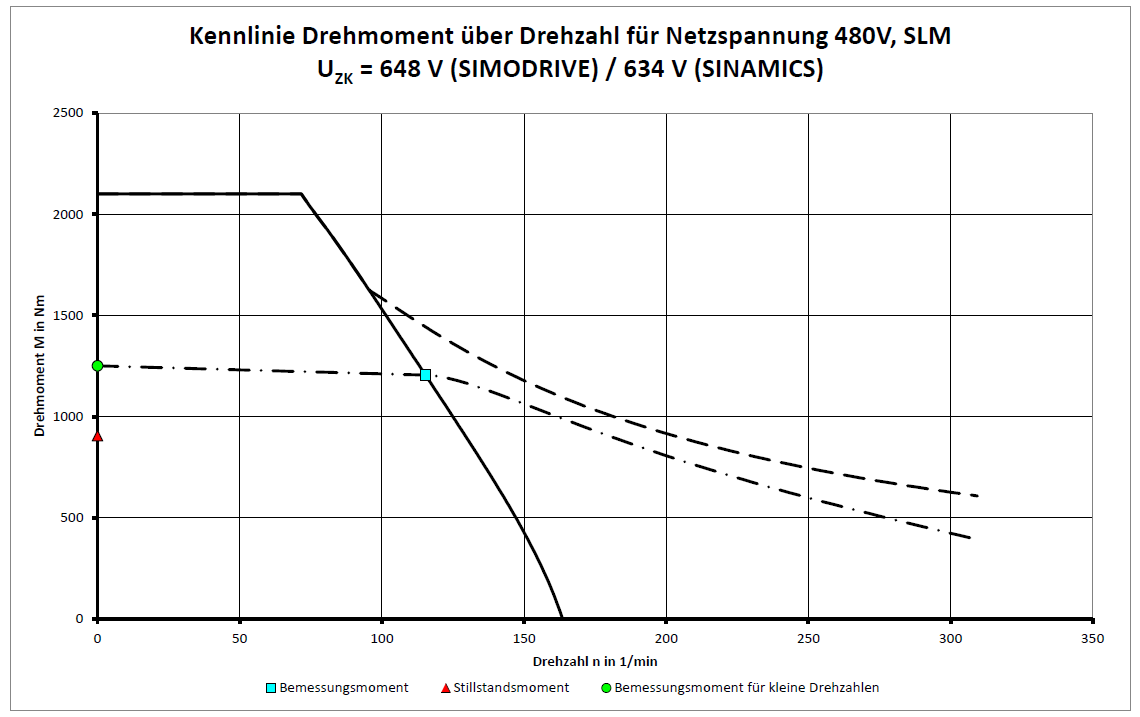 Kennlinie Drehmoment über Drehzahl für Netzspannung 480V, SLM
UZK = 648 V (SIMODRIVE) / 634 V (SINAMICS)
2500
2000
1500
1000
500
0
Drehmoment M in Nm
0 50 100 150 200 250 300 350
Drehzahl n in 1/min
Bemessungsmoment Stillstandsmoment Bemessungsmoment für kleine Drehzahlen